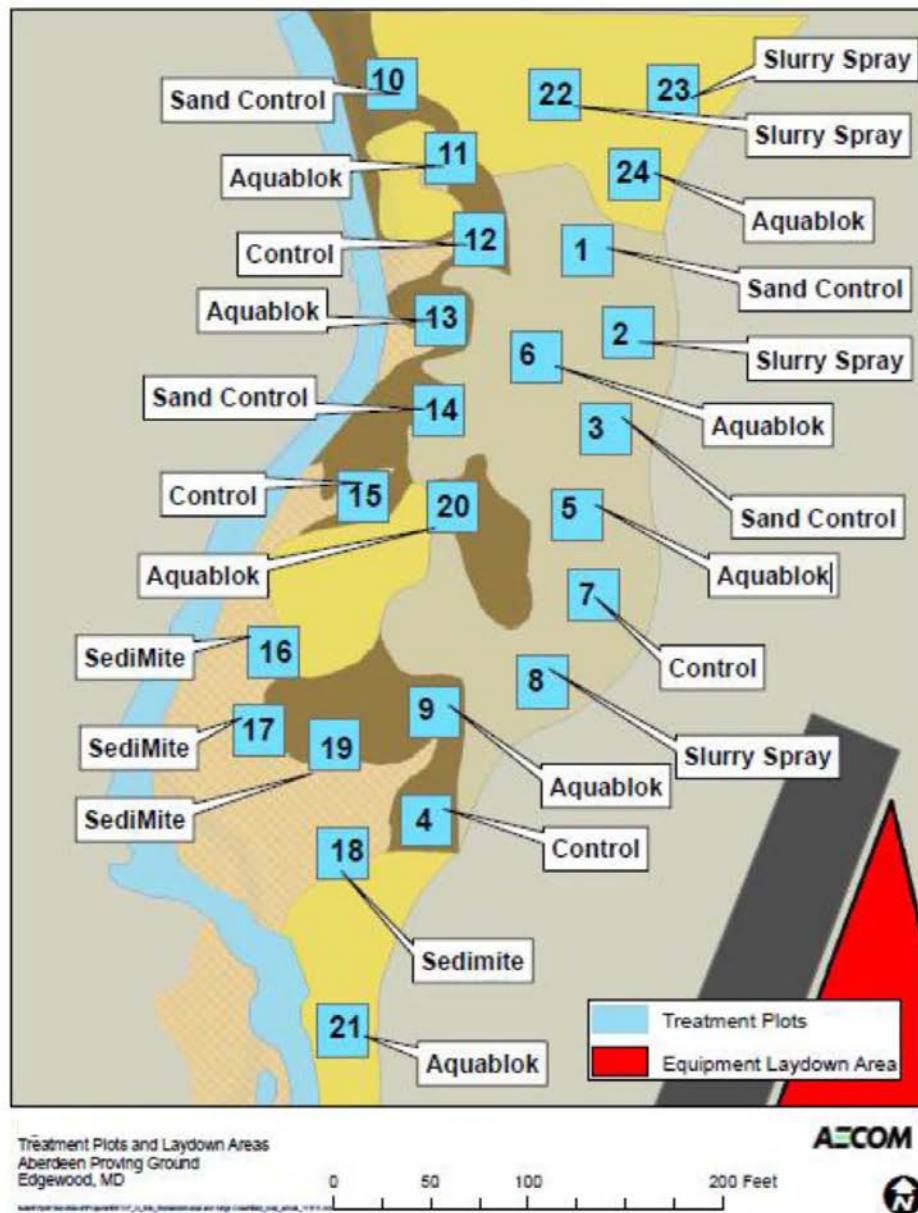 10
Sand Control
22
23
Slurry Spray
Slurry Spray
11
Aquablok
24
Aquablok
12
Control
1
Sand Control
13
Aquablok
2
Slurry Spray
6
Aquablok
14
Sand Control
3
Sand Control
15
Control
20
Aquablok
5
Aquablok
7
Control
16
SediMite
8
Slurry Spray
17
SediMite
19
SediMite
9
Aquablok
4
Control
18
Sedimite
21
Aquablok
Treatment Plots
Equipment Laydown Area
Treatment Plots and Laydown Areas
Aberdeen Proving Ground
Edgewood, MD
0 50 100 200 Feet
AECOM
N